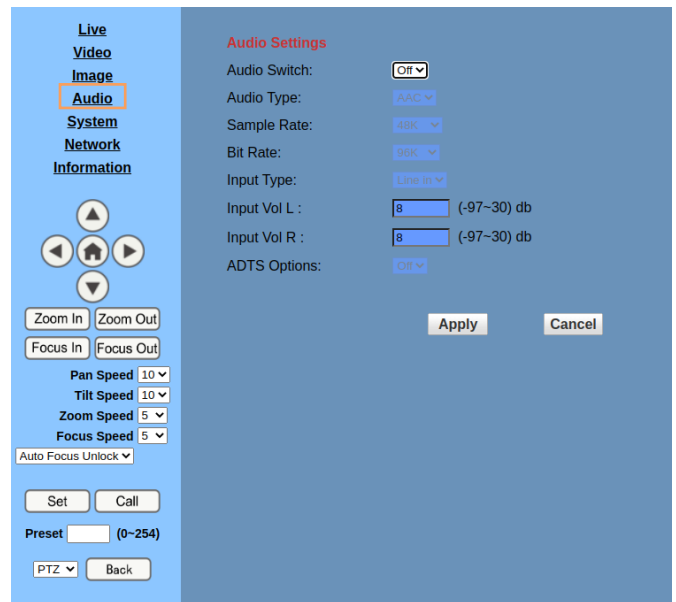 Live
Video
Image
Audio
System
Network
Information
Zoom In Zoom Out
Focus In Focus Out
Pan Speed 10
Tilt Speed 10
Zoom Speed 5
Focus Speed 5
Auto Focus Unlock
Set Call
Preset (0~254)
PTZ Back
Audio Settings
Audio Switch: Off
Audio Type: AAC
Sample Rate: 48K
Bit Rate: 96K
Input Type: Line In
Input Vol L : 8 (-97~30) db
Input Vol R : 8 (-97~30) db
ADTS Options: Off
Apply Cancel